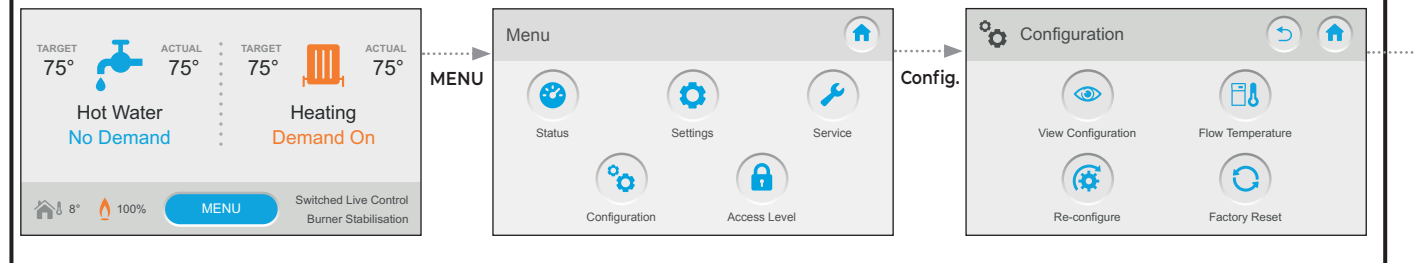 TARGET
75°
ACTUAL
75°
Hot Water
No Demand
TARGET
75°
ACTUAL
75°
Heating
Demand On
8°
100%
MENU
Switched Live Control
Burner Stabilisation
MENU
Menu
Status
Settings
Service
Configuration
Access Level
Config.
Configuration
View Configuration
Flow Temperature
Re-configure
Factory Reset